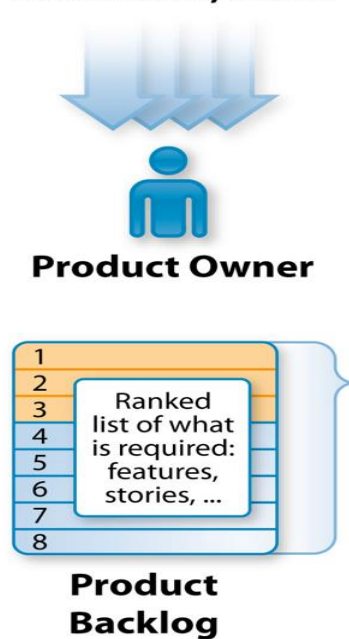 Product Owner
1
2
3
4
5
6
7
8
Ranked
list of what
is required:
features,
stories, ...
Product
Backlog